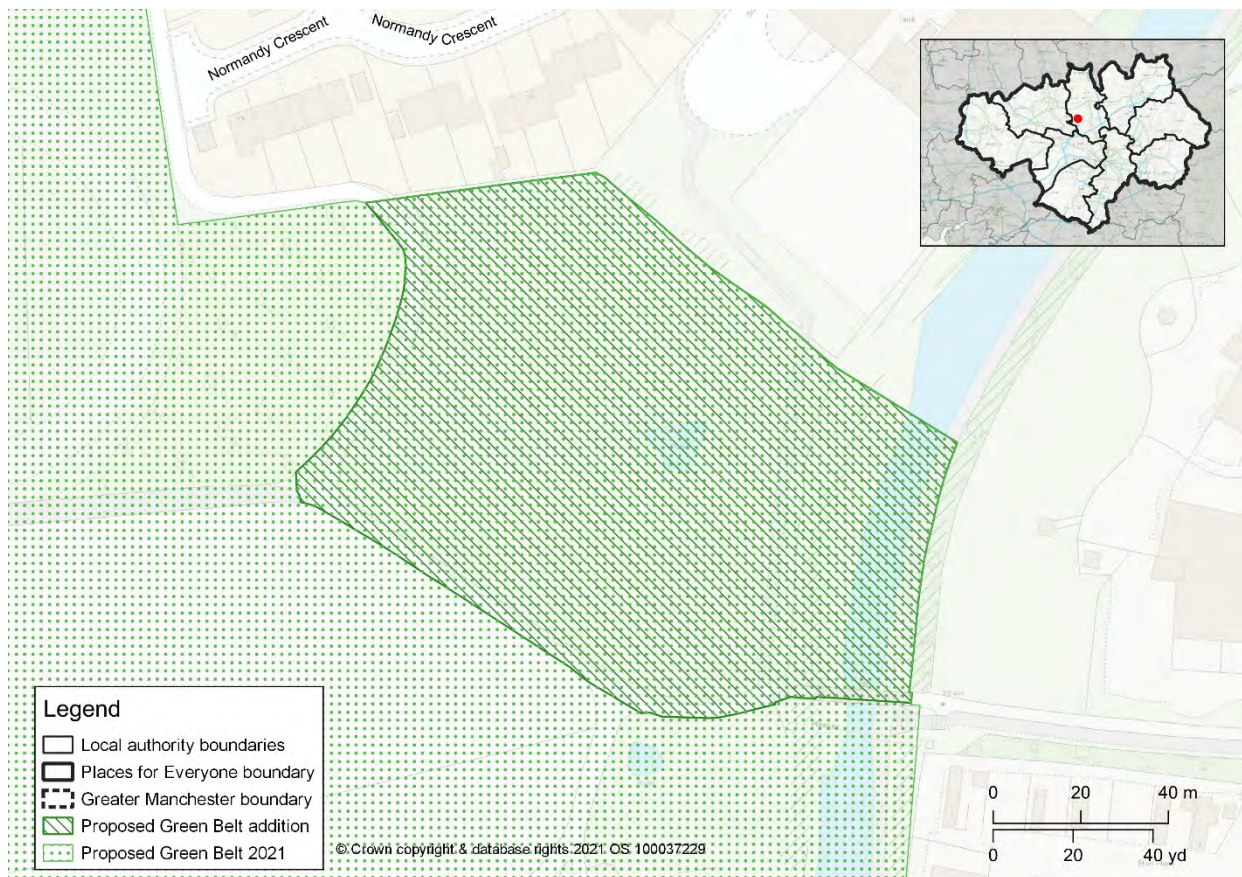 Normandy Crescent
Normandy Crescent
Tank
Legend
Local authority boundaries
Places for Everyone boundary
Greater Manchester boundary
Proposed Green Belt addition
Proposed Green Belt 2021
© Crown copyright & database rights 2021 OS 100037229
0 20 40 m
0 20 40 yd